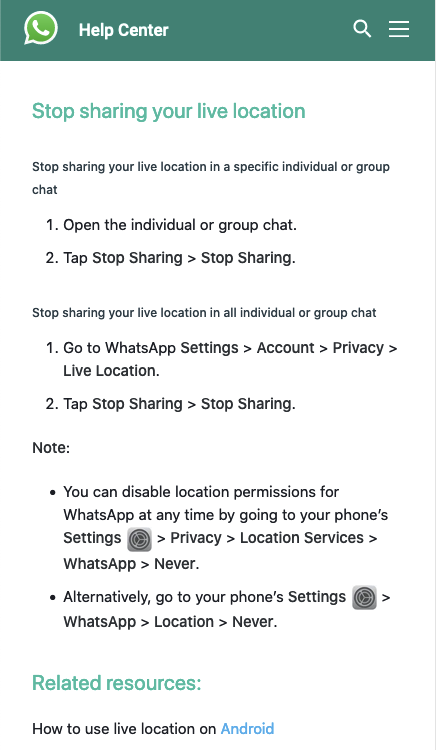 Help Center
Stop sharing your live location
Stop sharing your live location in a specific individual or group
chat
1. Open the individual or group chat.
2. Tap Stop Sharing > Stop Sharing.
Stop sharing your live location in all individual or group chat
1. Go to WhatsApp Settings > Account > Privacy >
Live Location.
2. Tap Stop Sharing > Stop Sharing.
Note:
• You can disable location permissions for
WhatsApp at any time by going to your phone’s
Settings > Privacy > Location Services >
WhatsApp > Never.
• Alternatively, go to your phone’s Settings >
WhatsApp > Location > Never.
Related resources:
How to use live location on Android